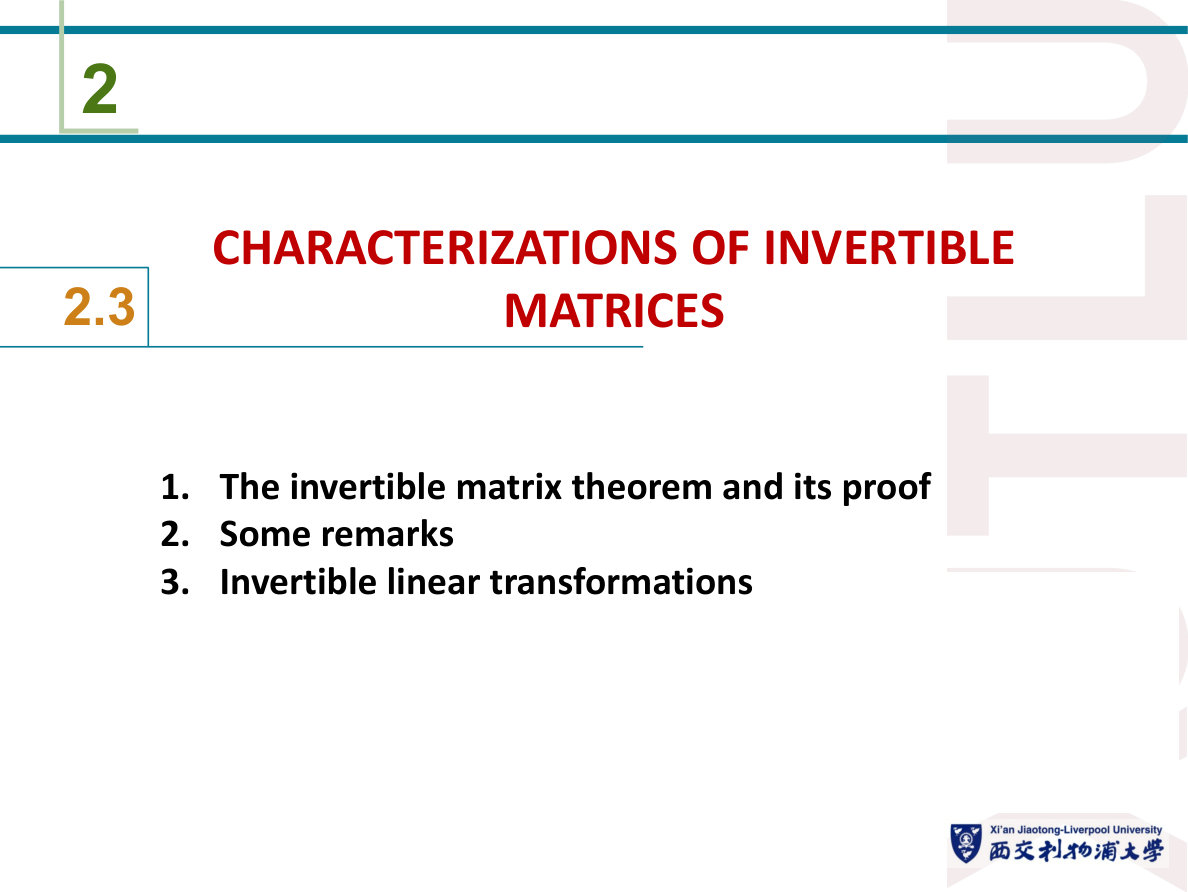 2
CHARACTERIZATIONS OF INVERTIBLE
MATRICES
2.3
1. The invertible matrix theorem and its proof
2. Some remarks
3. Invertible linear transformations
Xi'an Jiaotong-Liverpool University
西交利物浦大学